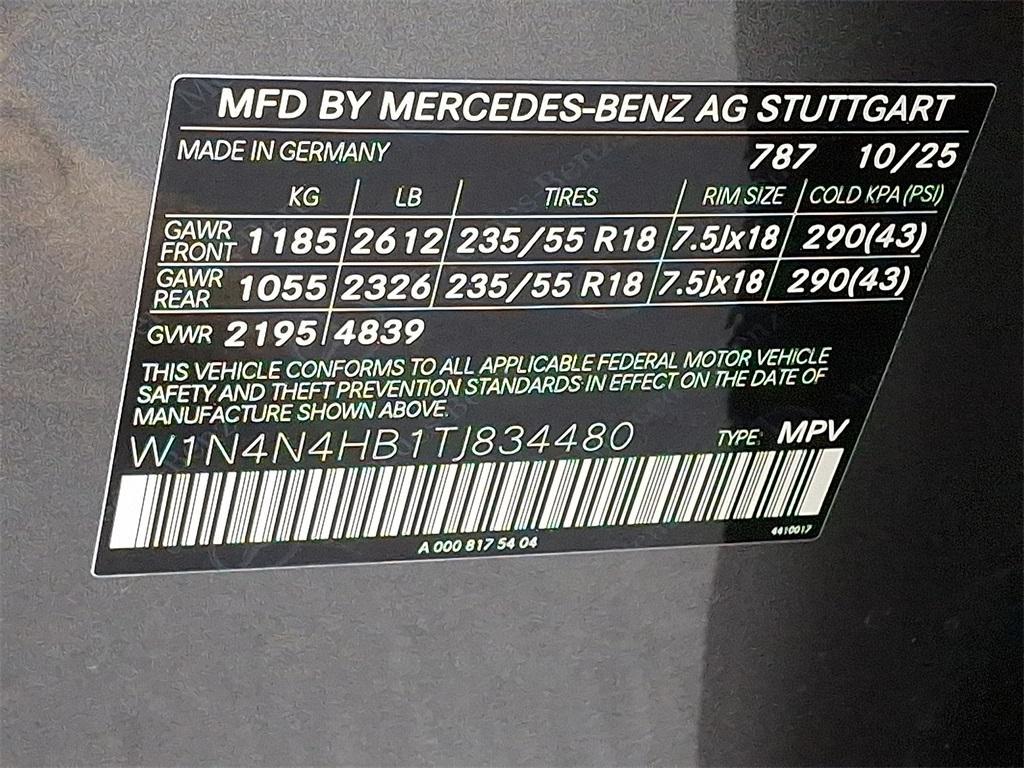 MFD BY MERCEDES-BENZ AG STUTTGART
MADE IN GERMANY 787 10/25
KG LB TIRES RIM SIZE COLD KPA (PSI)
GAWR FRONT 1185 2612 235/55 R18 7.5Jx18 290(43)
GAWR REAR 1055 2326 235/55 R18 7.5Jx18 290(43)
GVWR 2195 4839
THIS VEHICLE CONFORMS TO ALL APPLICABLE FEDERAL MOTOR VEHICLE
SAFETY AND THEFT PREVENTION STANDARDS IN EFFECT ON THE DATE OF
MANUFACTURE SHOWN ABOVE.
W1N4N4HB1TJ834480 TYPE: MPV
A 000 817 54 04 4410017